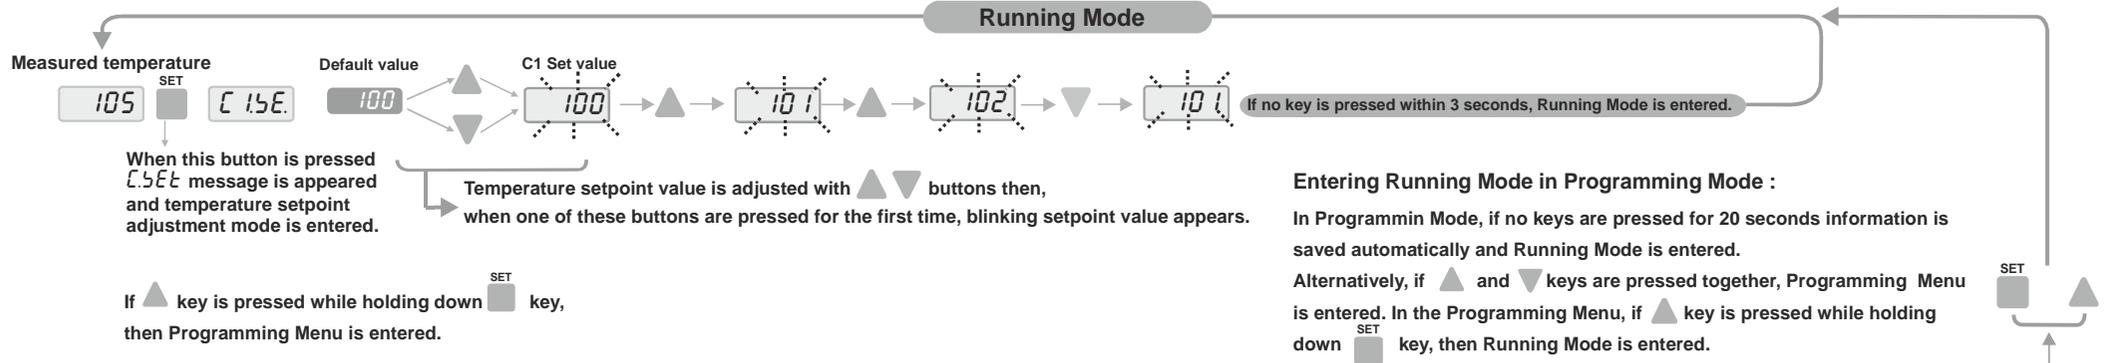 Running Mode
Measured temperature
SET
105
C1.SE.
Default value
100
C1 Set value
100
101
102
101.
If no key is pressed within 3 seconds, Running Mode is entered.
When this button is pressed
C.SEt message is appeared
and temperature setpoint
adjustment mode is entered.
Temperature setpoint value is adjusted with buttons then,
when one of these buttons are pressed for the first time, blinking setpoint value appears.
If key is pressed while holding down SET key,
then Programming Menu is entered.
Entering Running Mode in Programming Mode :
In Programmin Mode, if no keys are pressed for 20 seconds information is
saved automatically and Running Mode is entered.
Alternatively, if and keys are pressed together, Programming Menu
is entered. In the Programming Menu, if key is pressed while holding
down SET key, then Running Mode is entered.
SET